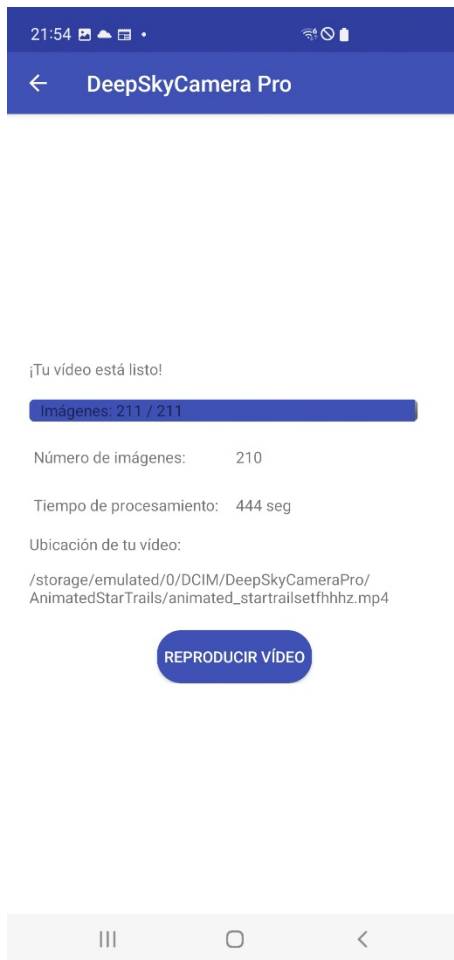 21:54
DeepSkyCamera Pro
¡Tu vídeo está listo!
Imágenes: 211 / 211
Número de imágenes: 210
Tiempo de procesamiento: 444 seg
Ubicación de tu vídeo:
/storage/emulated/0/DCIM/DeepSkyCameraPro/
AnimatedStarTrails/animated_startrailsetfhhhz.mp4
REPRODUCIR VÍDEO